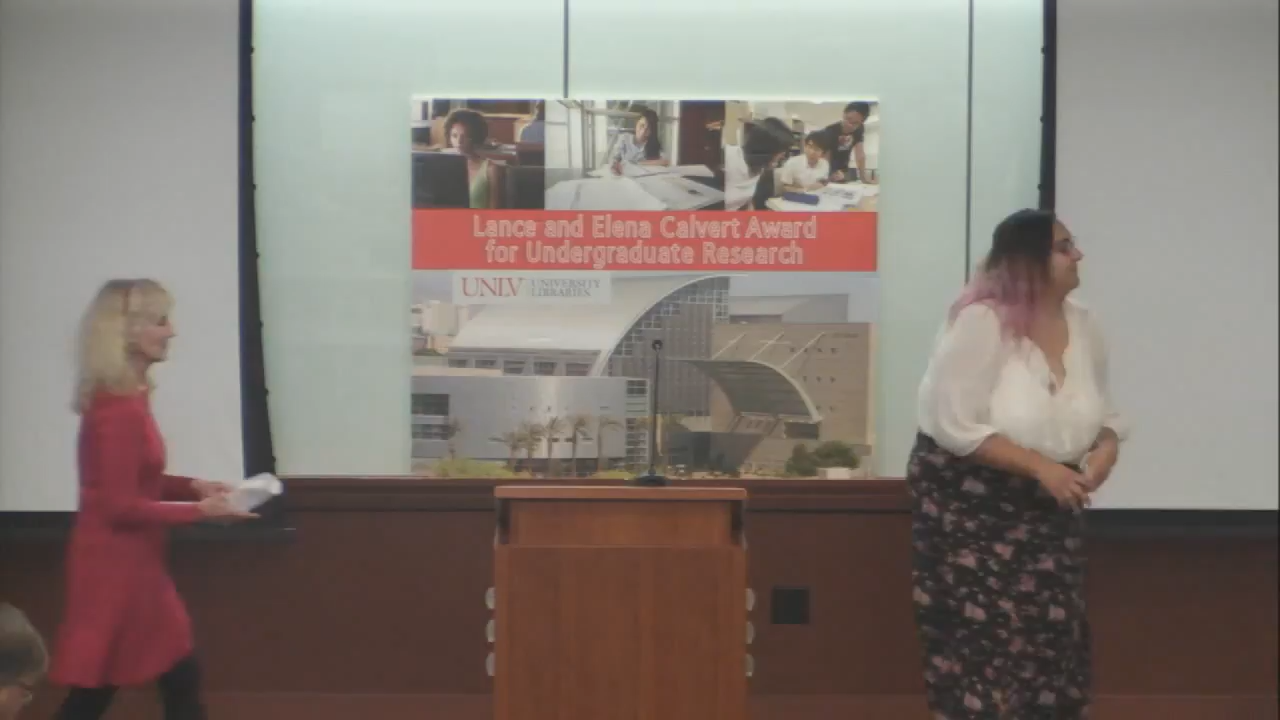 Lance and Elena Calvert Award
for Undergraduate Research
UNLV UNIVERSITY
LIBRARIES